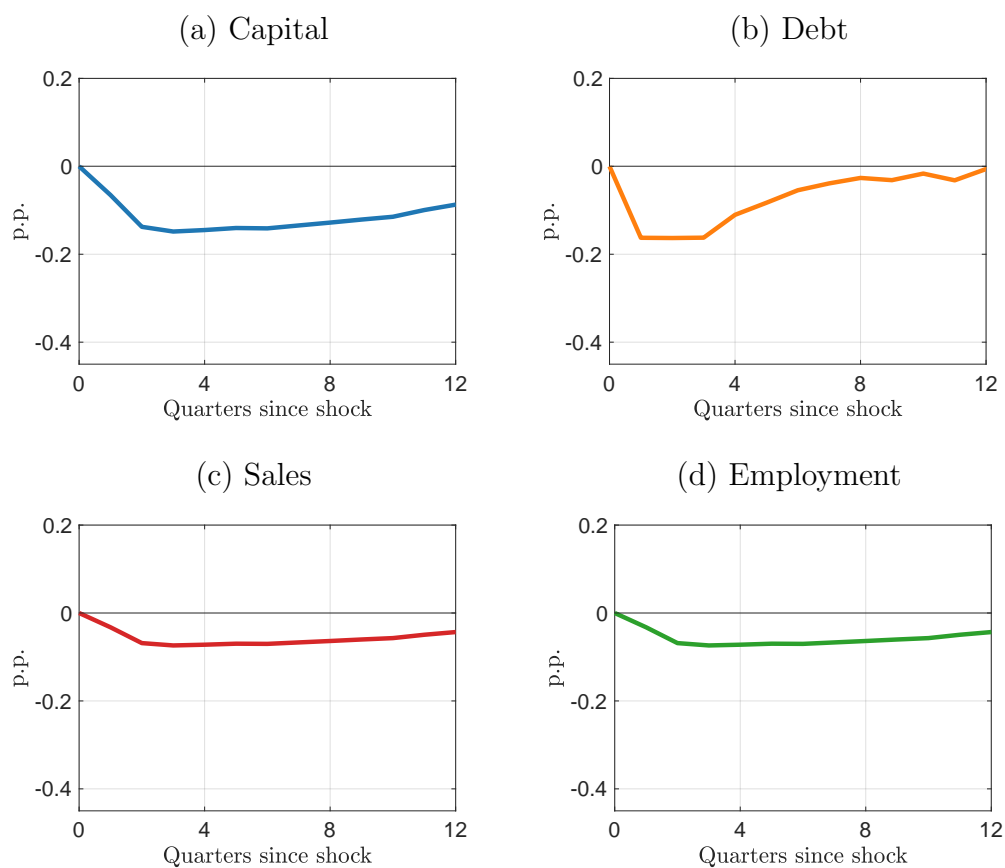 (a) Capital
0.2
0
-0.2
-0.4
p.p.
0 4 8 12
Quarters since shock
(b) Debt
0.2
0
-0.2
-0.4
p.p.
0 4 8 12
Quarters since shock
(c) Sales
0.2
0
-0.2
-0.4
p.p.
0 4 8 12
Quarters since shock
(d) Employment
0.2
0
-0.2
-0.4
p.p.
0 4 8 12
Quarters since shock